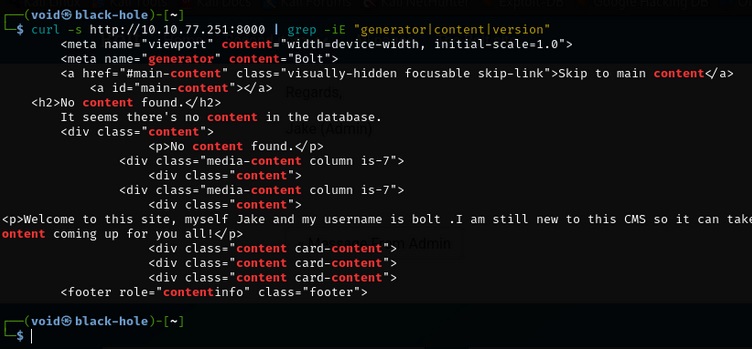 ┌──(void㉿black-hole)-[~]
└─$ curl -s http://10.10.77.251:8000 | grep -iE "generator|content|version"
<meta name="viewport" content="width=device-width, initial-scale=1.0">
<meta name="generator" content="Bolt">
<a href="#main-content" class="visually-hidden focusable skip-link">Skip to main content</a>
<a id="main-content"></a>
<h2>No content found.</h2>
It seems there's no content in the database.
<div class="content">
<p>No content found.</p>
<div class="media-content column is-7">
<div class="content">
<div class="media-content column is-7">
<div class="content">
<p>Welcome to this site, myself Jake and my username is bolt .I am still new to this CMS so it can take
ontent coming up for you all!</p>
<div class="content card-content">
<div class="content card-content">
<div class="content card-content">
<footer role="contentinfo" class="footer">
┌──(void㉿black-hole)-[~]
└─$
Regards,
Jake (Admin)